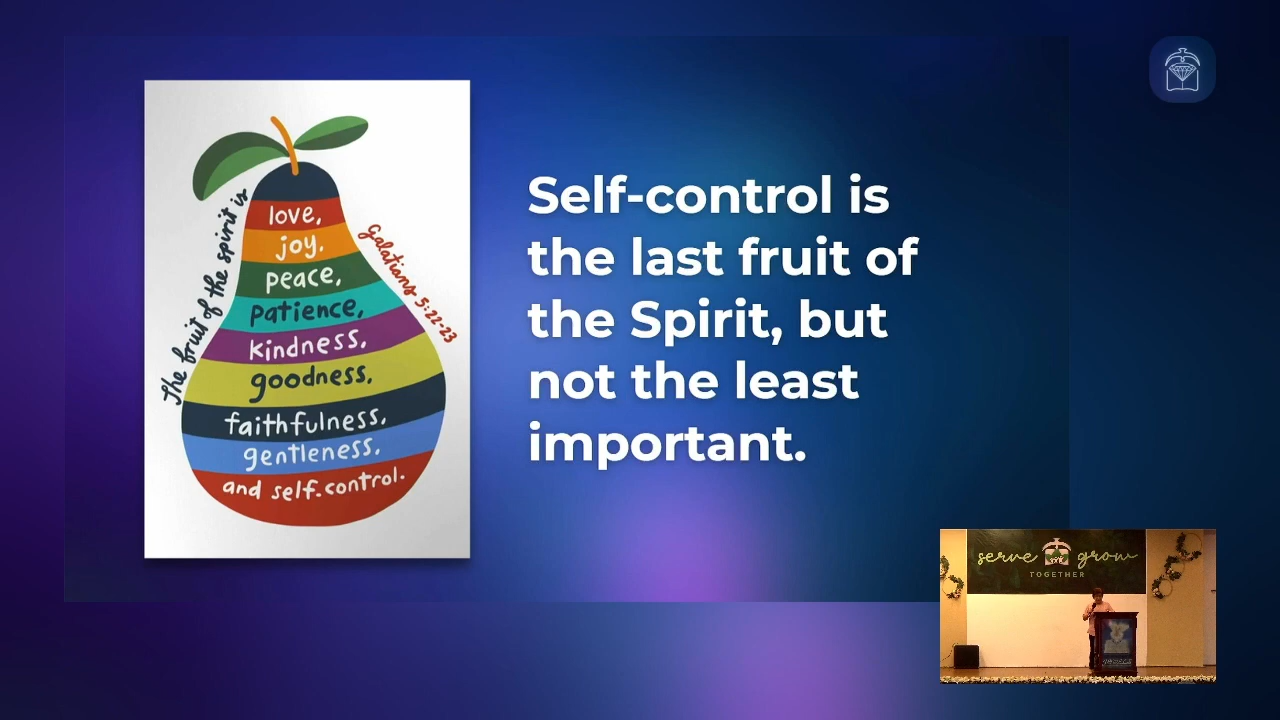 the fruit of the spirit is
love,
joy,
peace,
patience,
kindness,
goodness,
faithfulness,
gentleness,
and self-control.
Galatians 5:22-23
Self-control is
the last fruit of
the Spirit, but
not the least
important.
serve grow
TOGETHER